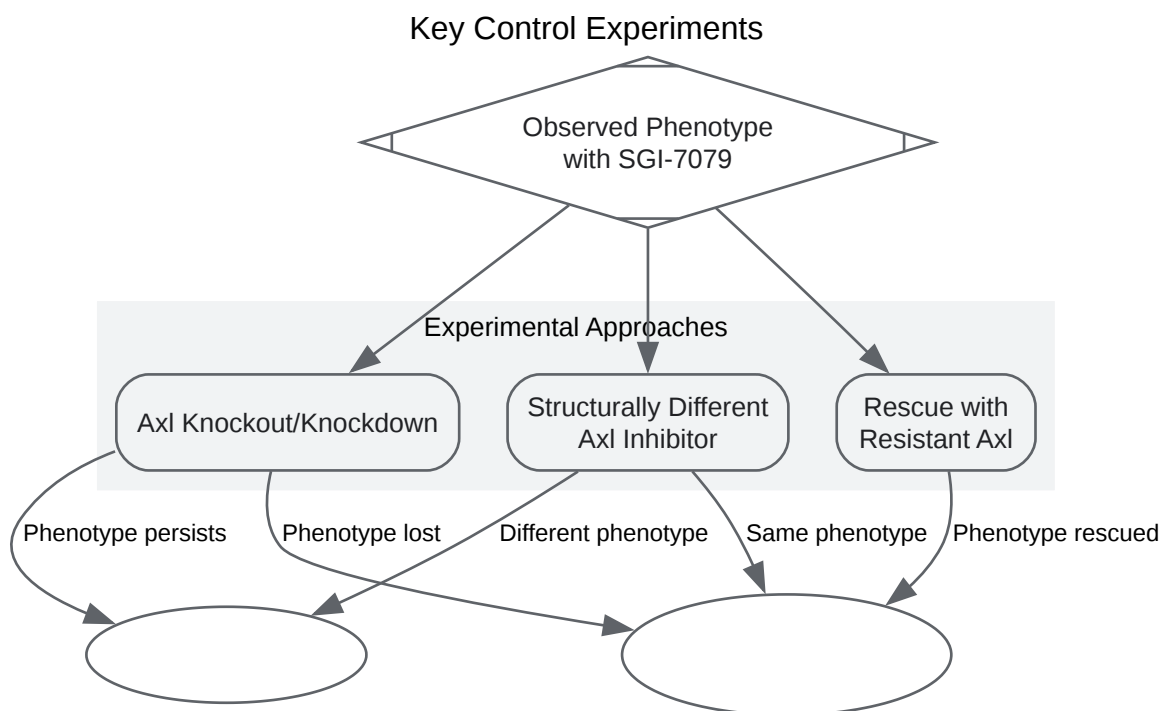 Key Control Experiments
Observed Phenotype
with SGI-7079
Experimental Approaches
Axl Knockout/Knockdown
Structurally Different
Axl Inhibitor
Rescue with
Resistant Axl
Phenotype persists
Phenotype lost
Different phenotype
Same phenotype
Phenotype rescued